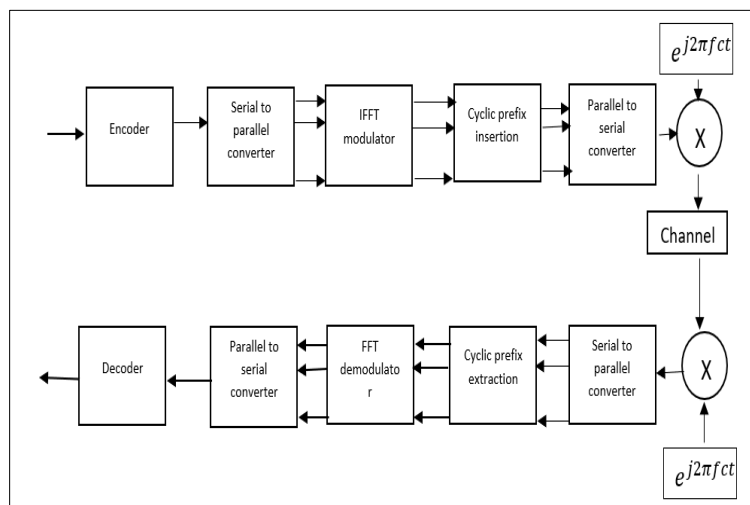 e^{j2πfct}
Encoder
Serial to
parallel
converter
IFFT
modulator
Cyclic prefix
insertion
Parallel to
serial
converter
X
Channel
Decoder
Parallel to
serial
converter
FFT
demodulato
r
Cyclic prefix
extraction
Serial to
parallel
converter
X
e^{j2πfct}